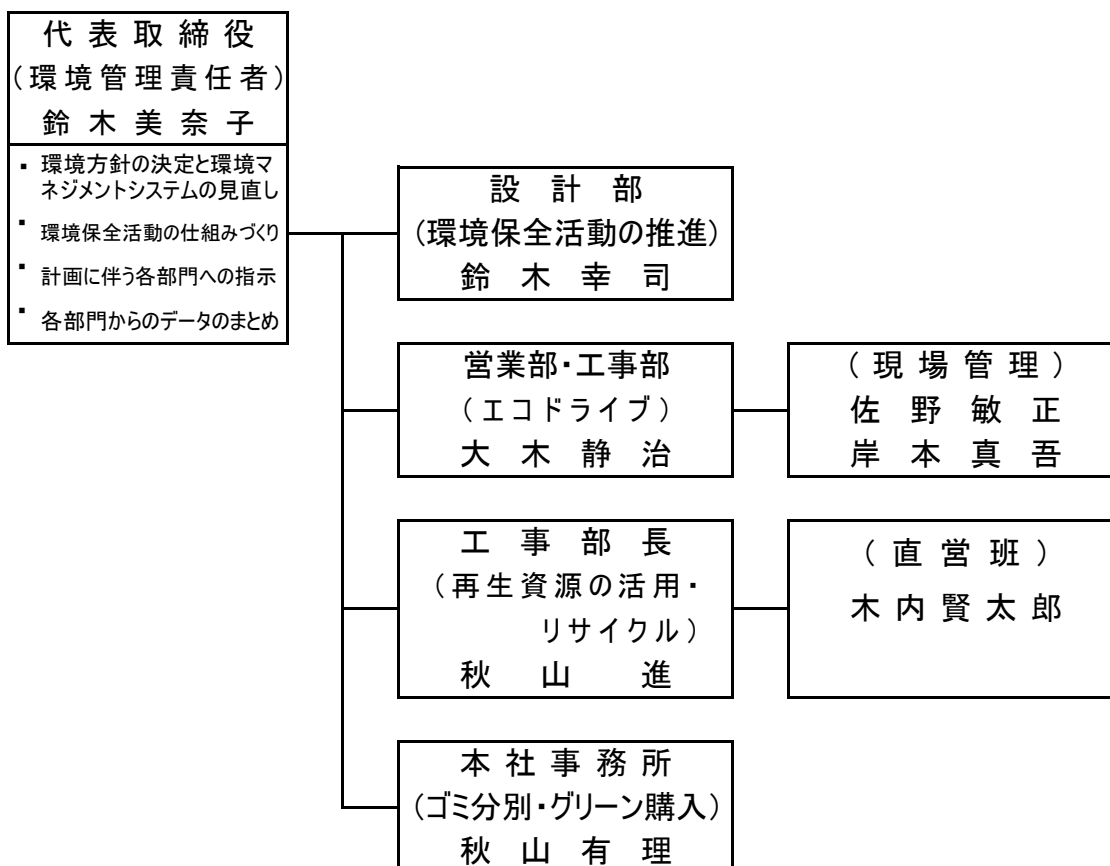 代表取締役
(環境管理責任者)
鈴木美奈子
▪ 環境方針の決定と環境マ
ネジメントシステムの見直し
▪ 環境保全活動の仕組みづくり
▪ 計画に伴う各部門への指示
▪ 各部門からのデータのまとめ
設計部
(環境保全活動の推進)
鈴木幸司
営業部・工事部
(エコドライブ)
大木静治
(現場管理)
佐野敏正
岸本真吾
工事部長
(再生資源の活用・
リサイクル)
秋山進
(直営班)
木内賢太郎
本社事務所
(ゴミ分別・グリーン購入)
秋山有理